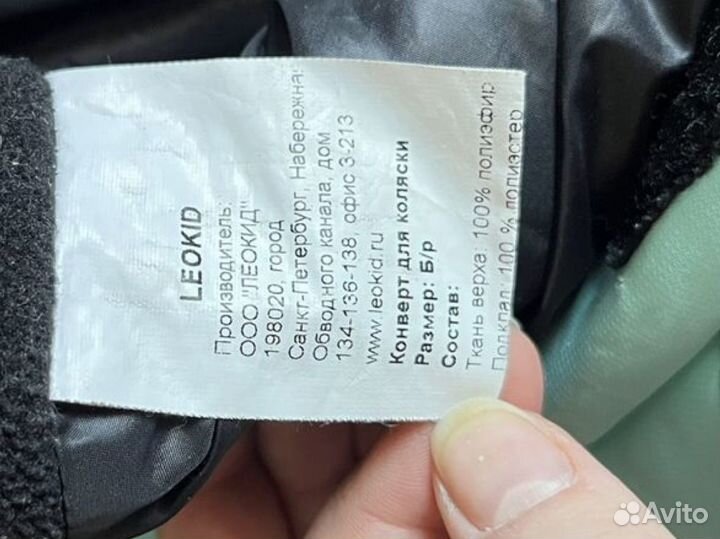 LEOKID
Производитель:
ООО "ЛЕОКИД"
198020, город
Санкт-Петербург, Набережная
Обводного канала, дом
134-136-138, офис 3-213
www.leokid.ru
Конверт для коляски
Размер: Б/р
Состав:
Ткань верха: 100% полиэфир
Подклад: 100 % полиэстер
Avito